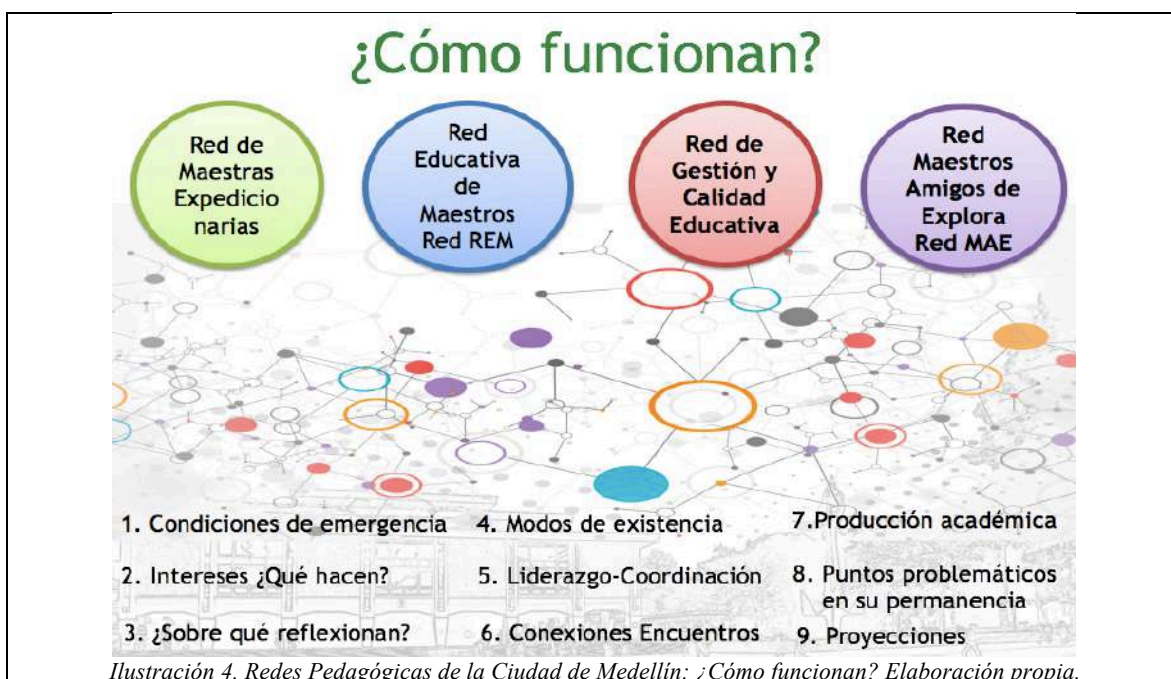 ¿Cómo funcionan?
Red de
Maestras
Expedicio
narias
Red
Educativa
de
Maestros
Red REM
Red de
Gestión y
Calidad
Educativa
Red
Maestros
Amigos de
Explora
Red MAE
1. Condiciones de emergencia
2. Intereses ¿Qué hacen?
3. ¿Sobre qué reflexionan?
4. Modos de existencia
5. Liderazgo-Coordinación
6. Conexiones Encuentros
7.Producción académica
8. Puntos problemáticos
en su permanencia
9. Proyecciones
Ilustración 4. Redes Pedagógicas de la Ciudad de Medellín: ¿Cómo funcionan? Elaboración propia.